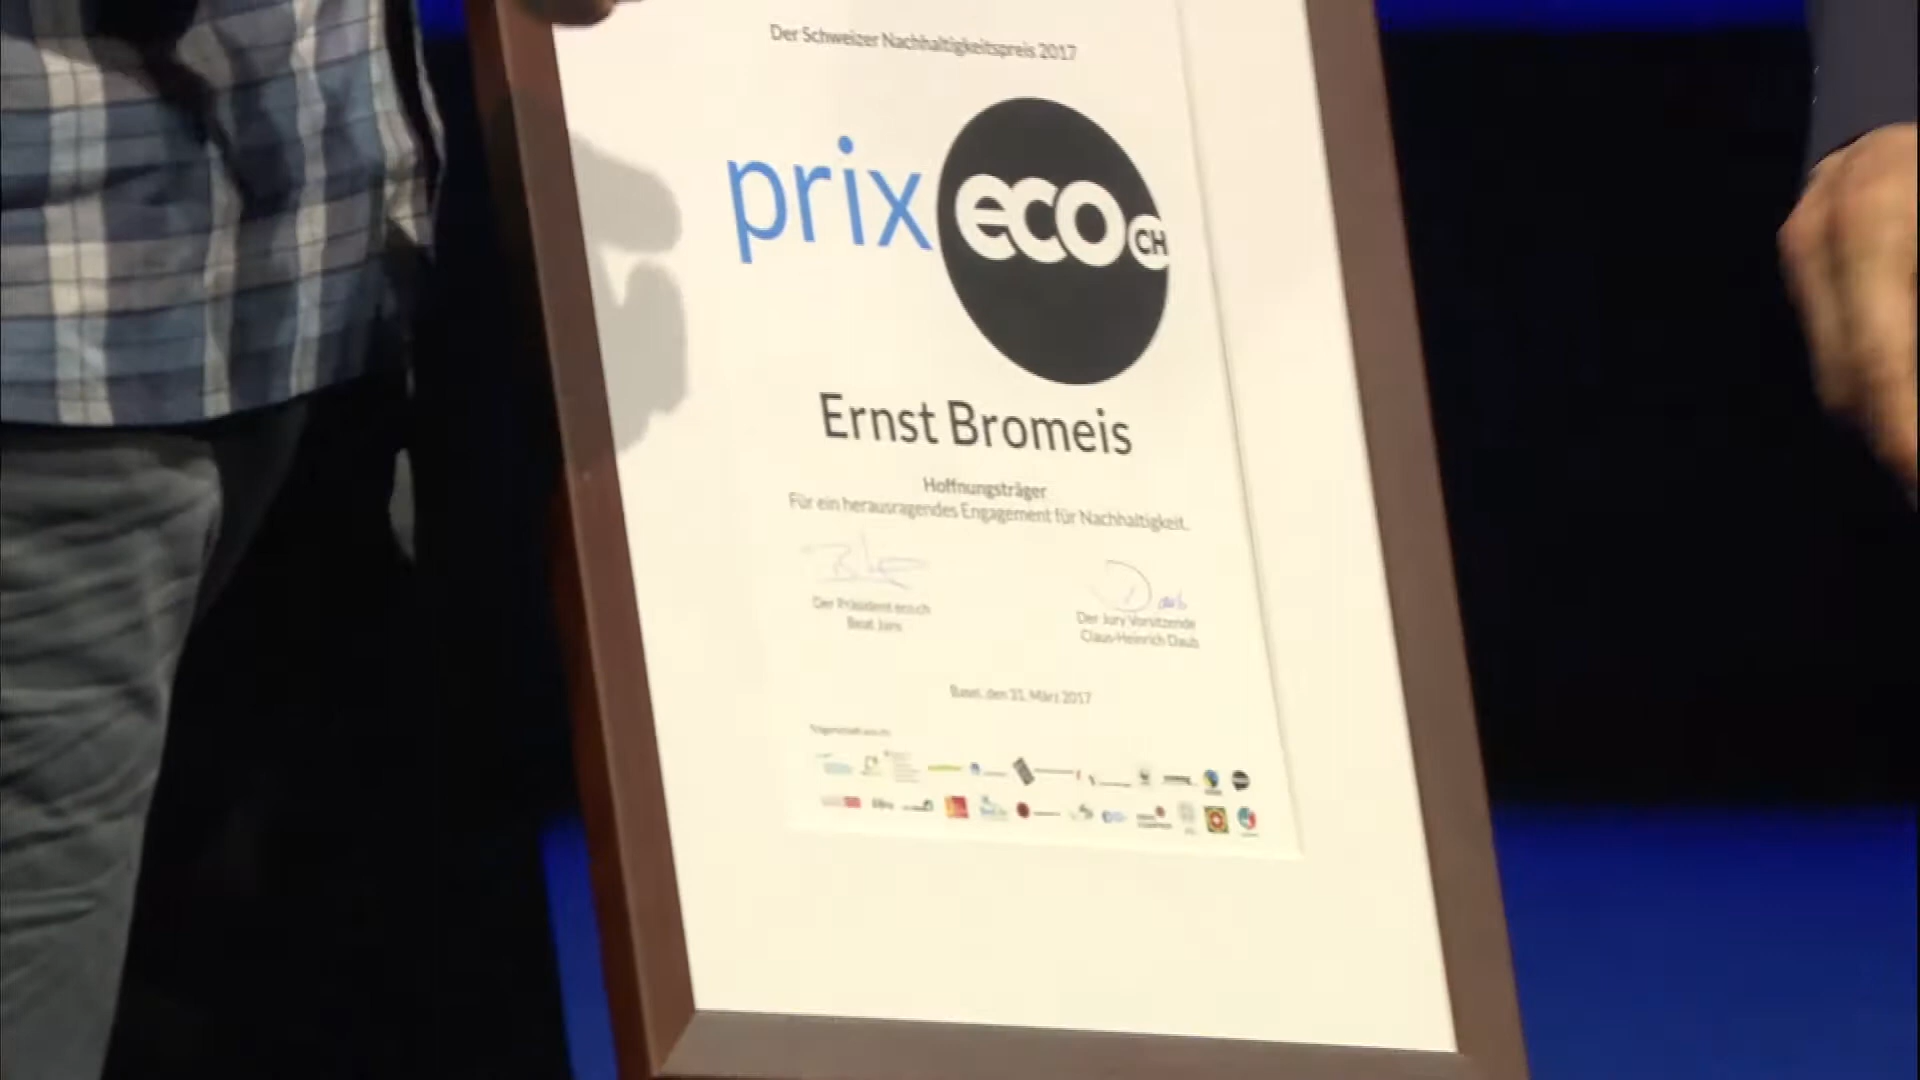 Der Schweizer Nachhaltigkeitspreis 2017
prix eco CH
Ernst Bromeis
Hoffnungsträger
Für ein herausragendes Engagement für Nachhaltigkeit.
Daub
Der Präsident eco.ch
Der Jury Vorsitzende
Beat Jans
Claus-Heinrich Daub
Basel, den 31. März 2017